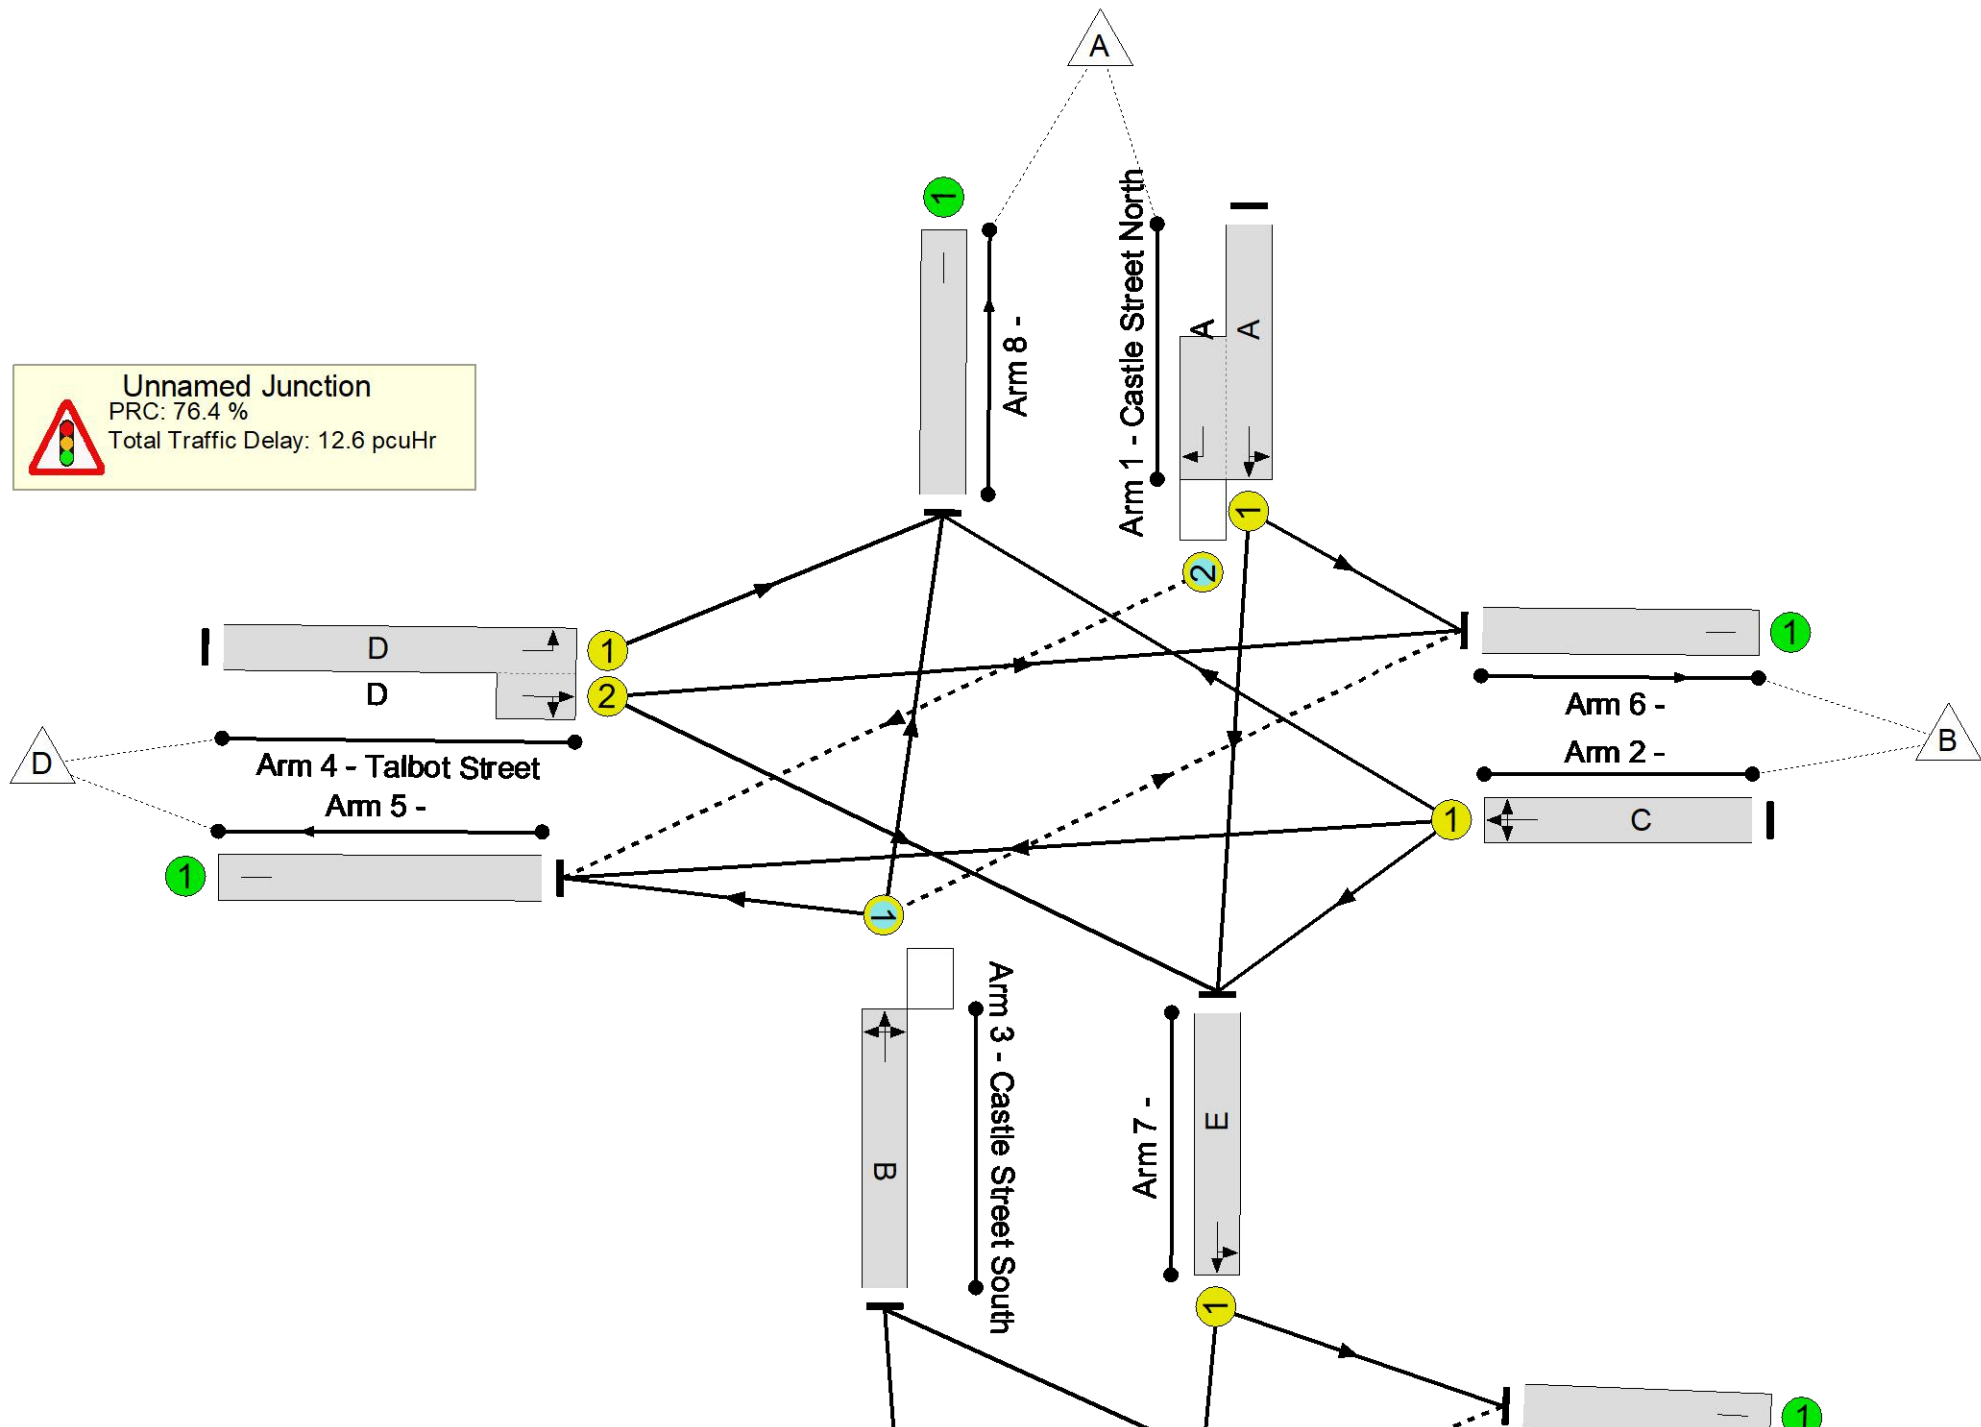 A
1
Arm 8 -
Arm 1 - Castle Street North
A
A
1
2
Unnamed Junction
PRC: 76.4 %
Total Traffic Delay: 12.6 pcuHr
D
1
D
2
D
Arm 4 - Talbot Street
Arm 5 -
1
1
Arm 6 -
Arm 2 -
B
1
C
1
Arm 3 - Castle Street South
B
Arm 7 -
E
1
1